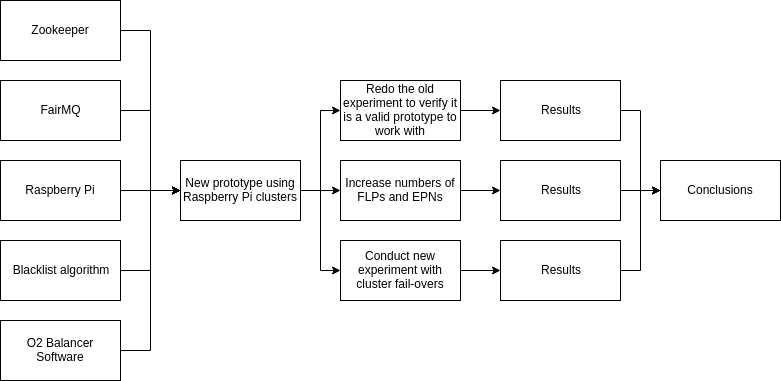 Zookeeper
FairMQ
Raspberry Pi
Blacklist algorithm
O2 Balancer
Software
New prototype using
Raspberry Pi clusters
Redo the old
experiment to verify it
is a valid prototype to
work with
Increase numbers of
FLPs and EPNs
Conduct new
experiment with
cluster fail-overs
Results
Results
Results
Conclusions